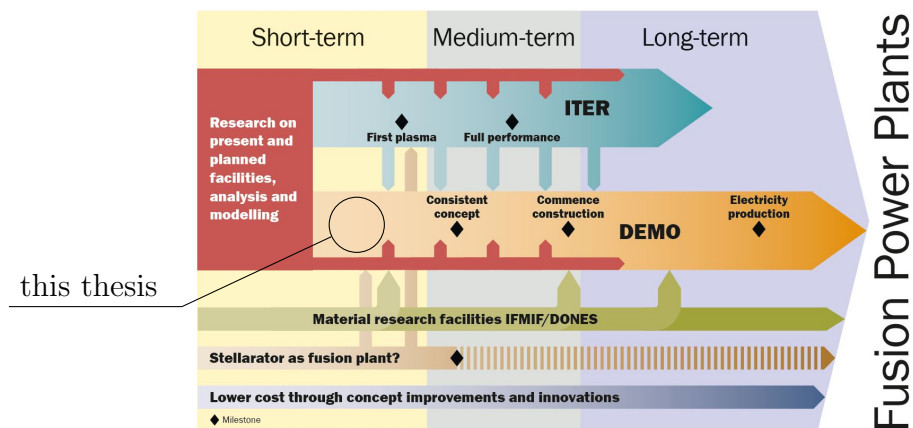 Short-term
Medium-term
Long-term
Research on
present and
planned
facilities,
analysis and
modelling
ITER
First plasma
Full performance
Consistent
concept
Commence
construction
Electricity
production
DEMO
this thesis
Material research facilities IFMIF/DONES
Stellarator as fusion plant?
Lower cost through concept improvements and innovations
Milestone
Fusion Power Plants